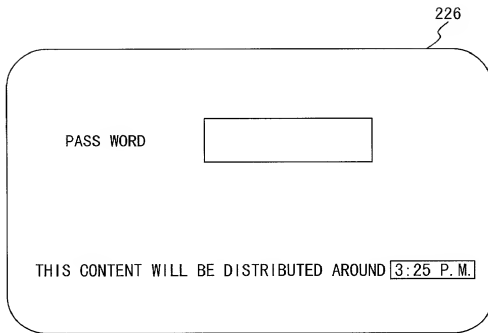 226
PASS WORD
THIS CONTENT WILL BE DISTRIBUTED AROUND 3:25 P.M.